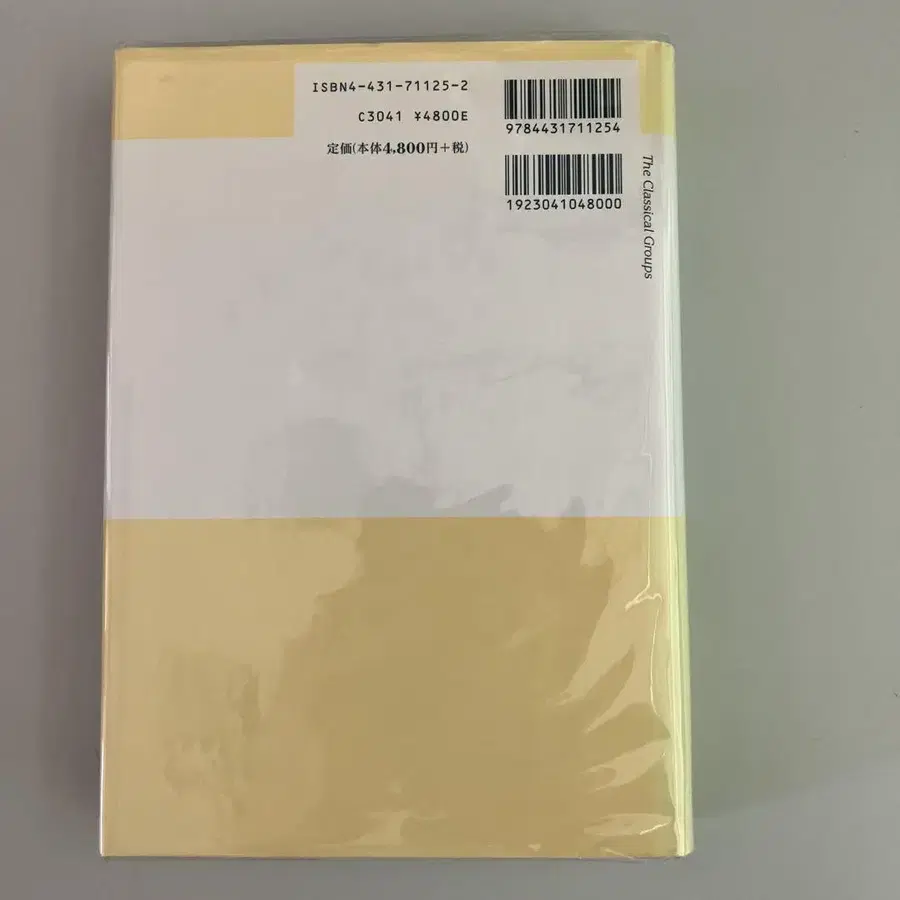 ISBN4-431-71125-2
C3041 ¥4800E
定価(本体4,800円+税)
9784431711254
1923041048000
The Classical Groups